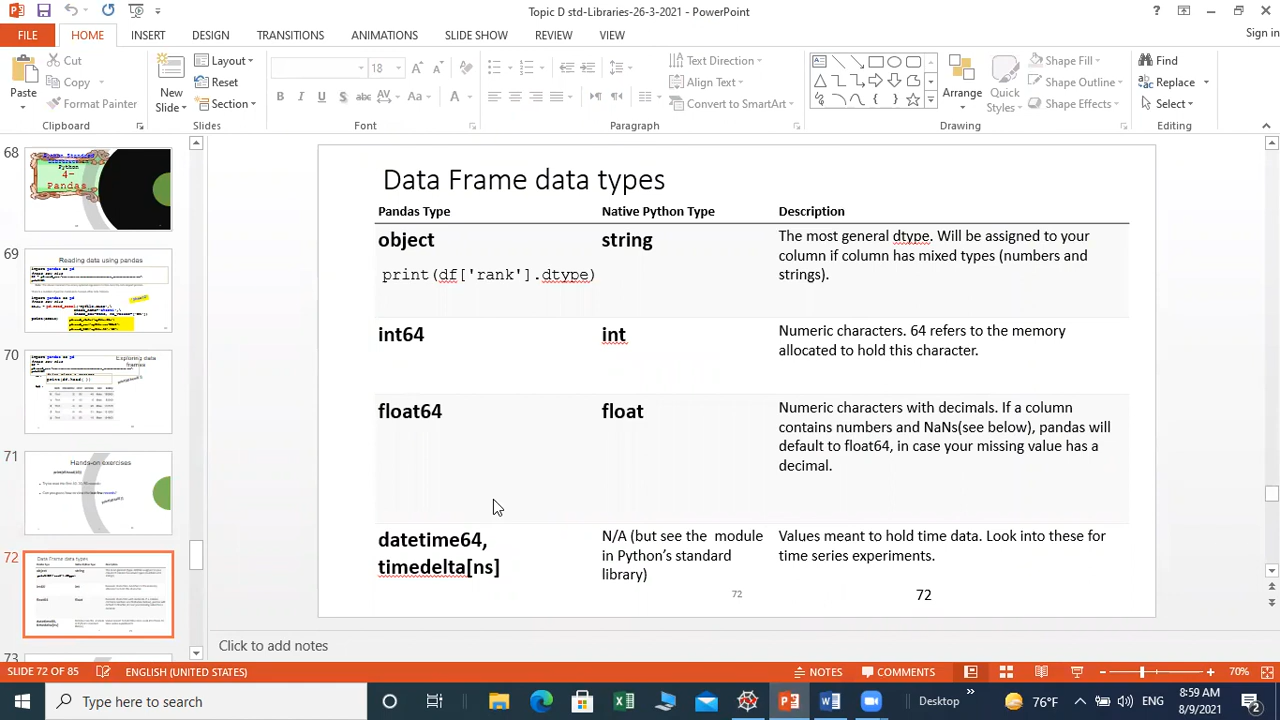 Topic D std-Libraries-26-3-2021 - PowerPoint
?
FILE HOME INSERT DESIGN TRANSITIONS ANIMATIONS SLIDE SHOW REVIEW VIEW Sign in
Paste
Cut
Copy
Format Painter
Clipboard
New Slide
Layout
Reset
Section
Slides
18
B I U S abc AV Aa A
Font
Text Direction
Align Text
Convert to SmartArt
Paragraph
Arrange
Quick Styles
Shape Fill
Shape Outline
Shape Effects
Drawing
Find
Replace
Select
Editing
68
Python
4-
Pandas
69
Reading data using pandas
70
Exploring data frames
71
Hands-on exercises
72
Data Frame data types
73
Data Frame data types
Pandas Type Native Python Type Description
object string The most general dtype. Will be assigned to your
column if column has mixed types (numbers and
strings).
print(df['rank'].dtype)
int64 int Numeric characters. 64 refers to the memory
allocated to hold this character.
float64 float Numeric characters with decimals. If a column
contains numbers and NaNs(see below), pandas will
default to float64, in case your missing value has a
decimal.
datetime64,
timedelta[ns]
N/A (but see the module
in Python's standard
library)
Values meant to hold time data. Look into these for
time series experiments.
72
72
Click to add notes
SLIDE 72 OF 85 ENGLISH (UNITED STATES) NOTES COMMENTS 70%
Type here to search
Desktop
76°F
8:59 AM
8/9/2021
2